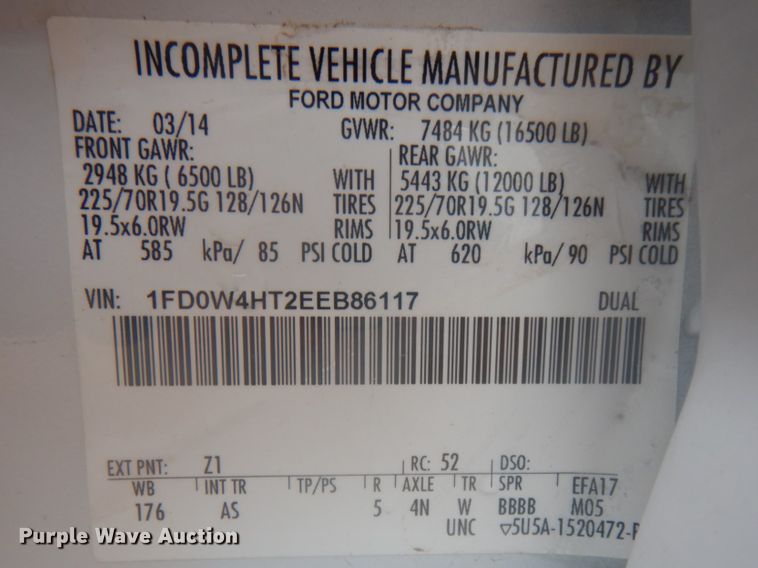 INCOMPLETE VEHICLE MANUFACTURED BY
FORD MOTOR COMPANY
DATE: 03/14 GVWR: 7484 KG (16500 LB)
FRONT GAWR: REAR GAWR:
2948 KG ( 6500 LB) WITH 5443 KG (12000 LB) WITH
225/70R19.5G 128/126N TIRES 225/70R19.5G 128/126N TIRES
19.5x6.0RW RIMS 19.5x6.0RW RIMS
AT 585 kPa/ 85 PSI COLD AT 620 kPa/ 90 PSI COLD
VIN: 1FD0W4HT2EEB86117 DUAL
EXT PNT: Z1 RC: 52 DSO:
WB INT TR TP/PS R AXLE TR SPR EFA17
176 AS 5 4N W BBBB M05
UNC ▽5U5A-1520472-
Purple Wave Auction